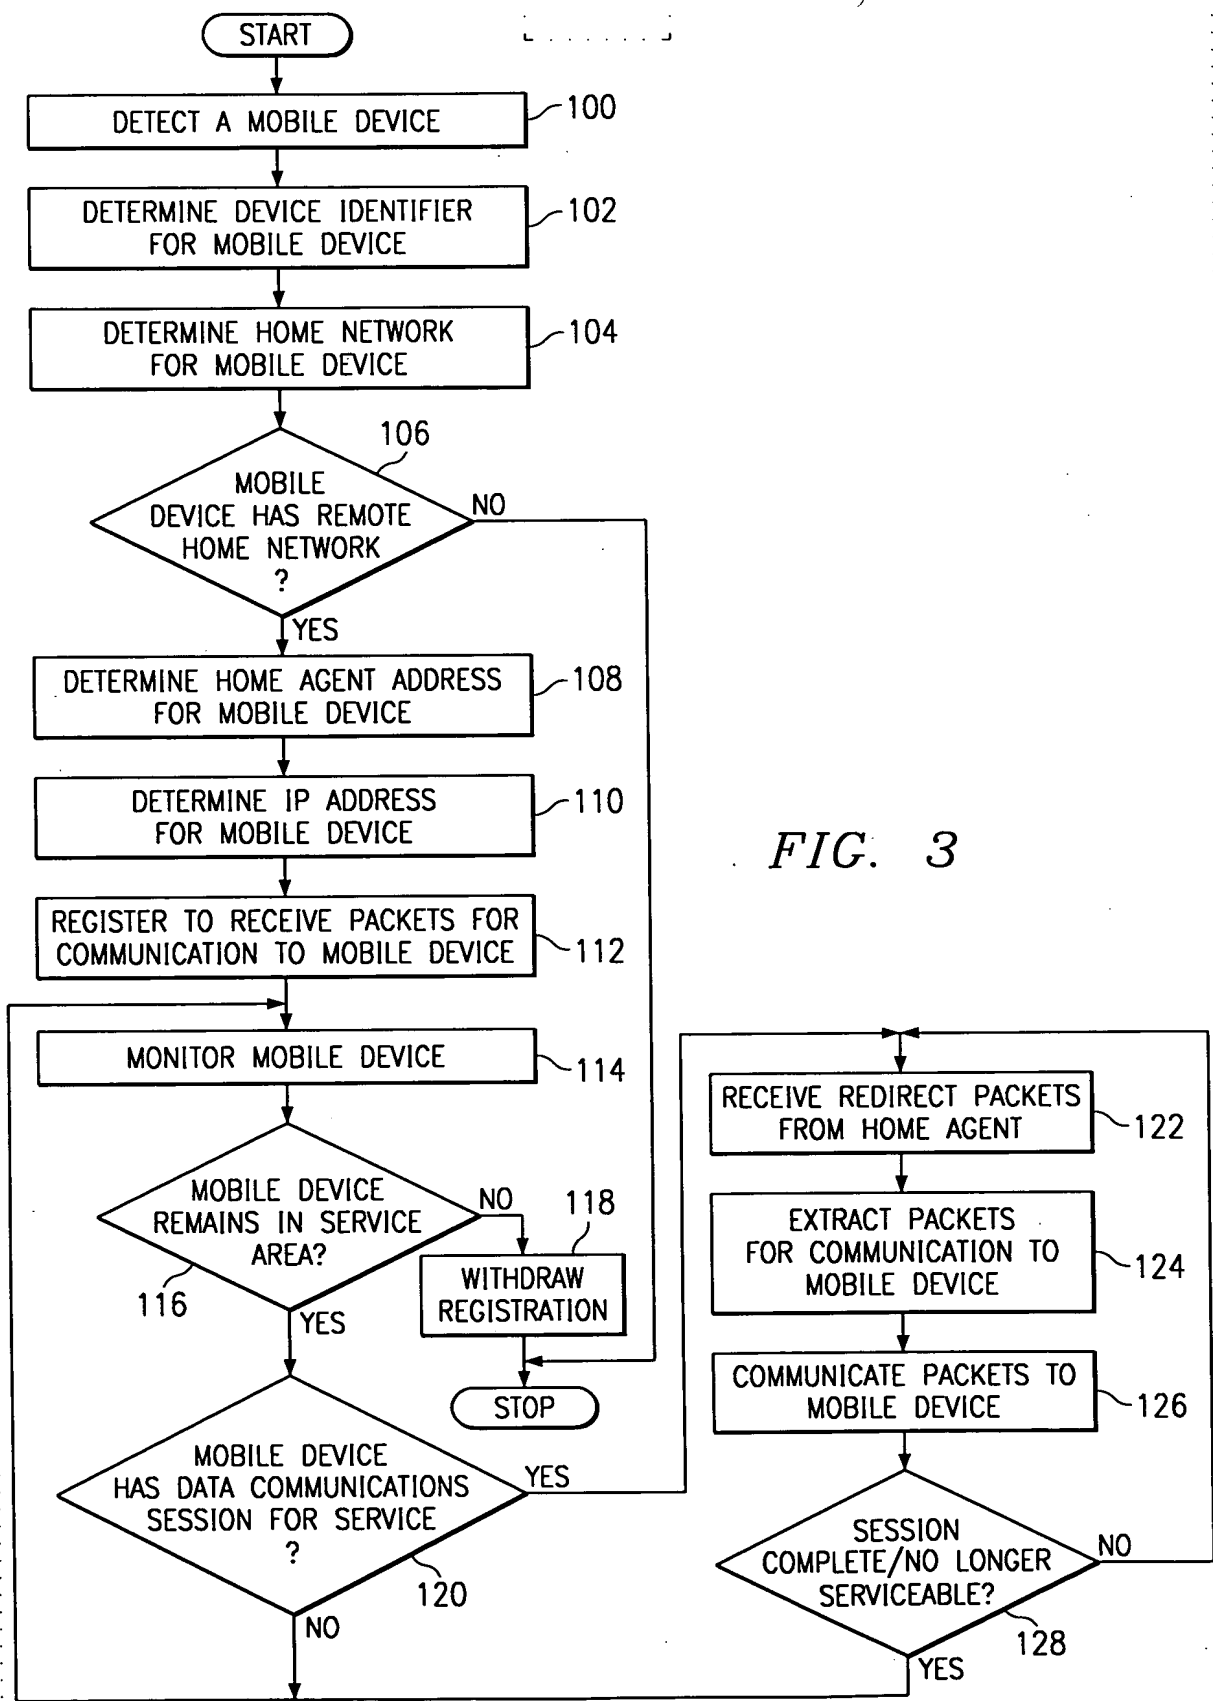 START
DETECT A MOBILE DEVICE
100
DETERMINE DEVICE IDENTIFIER
FOR MOBILE DEVICE
102
DETERMINE HOME NETWORK
FOR MOBILE DEVICE
104
106
MOBILE
DEVICE HAS REMOTE
HOME NETWORK
?
NO
YES
DETERMINE HOME AGENT ADDRESS
FOR MOBILE DEVICE
108
DETERMINE IP ADDRESS
FOR MOBILE DEVICE
110
FIG. 3
REGISTER TO RECEIVE PACKETS FOR
COMMUNICATION TO MOBILE DEVICE
112
MONITOR MOBILE DEVICE
114
MOBILE DEVICE
REMAINS IN SERVICE
AREA?
116
NO
YES
118
WITHDRAW
REGISTRATION
STOP
MOBILE DEVICE
HAS DATA COMMUNICATIONS
SESSION FOR SERVICE
?
120
YES
NO
RECEIVE REDIRECT PACKETS
FROM HOME AGENT
122
EXTRACT PACKETS
FOR COMMUNICATION TO
MOBILE DEVICE
124
COMMUNICATE PACKETS TO
MOBILE DEVICE
126
SESSION
COMPLETE/NO LONGER
SERVICEABLE?
NO
128
YES